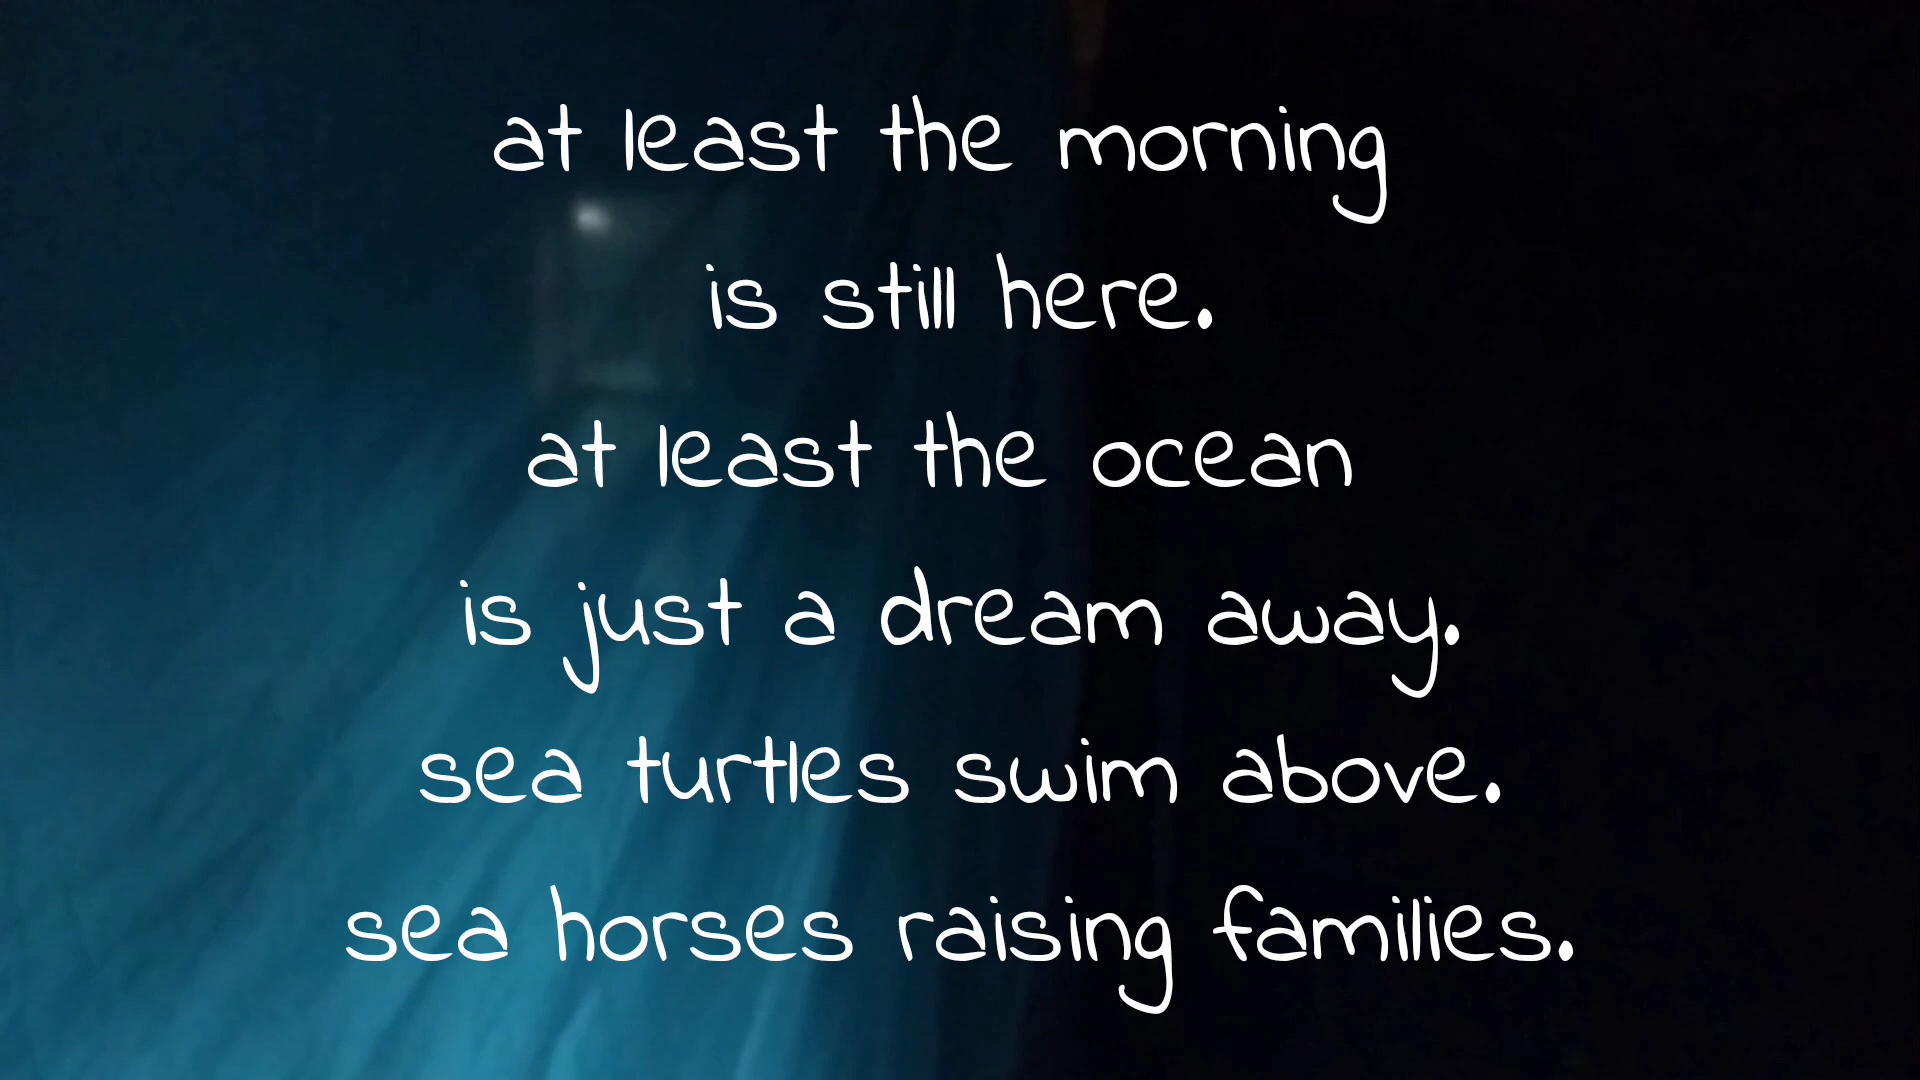 at least the morning
is still here.
at least the ocean
is just a dream away.
sea turtles swim above.
sea horses raising families.